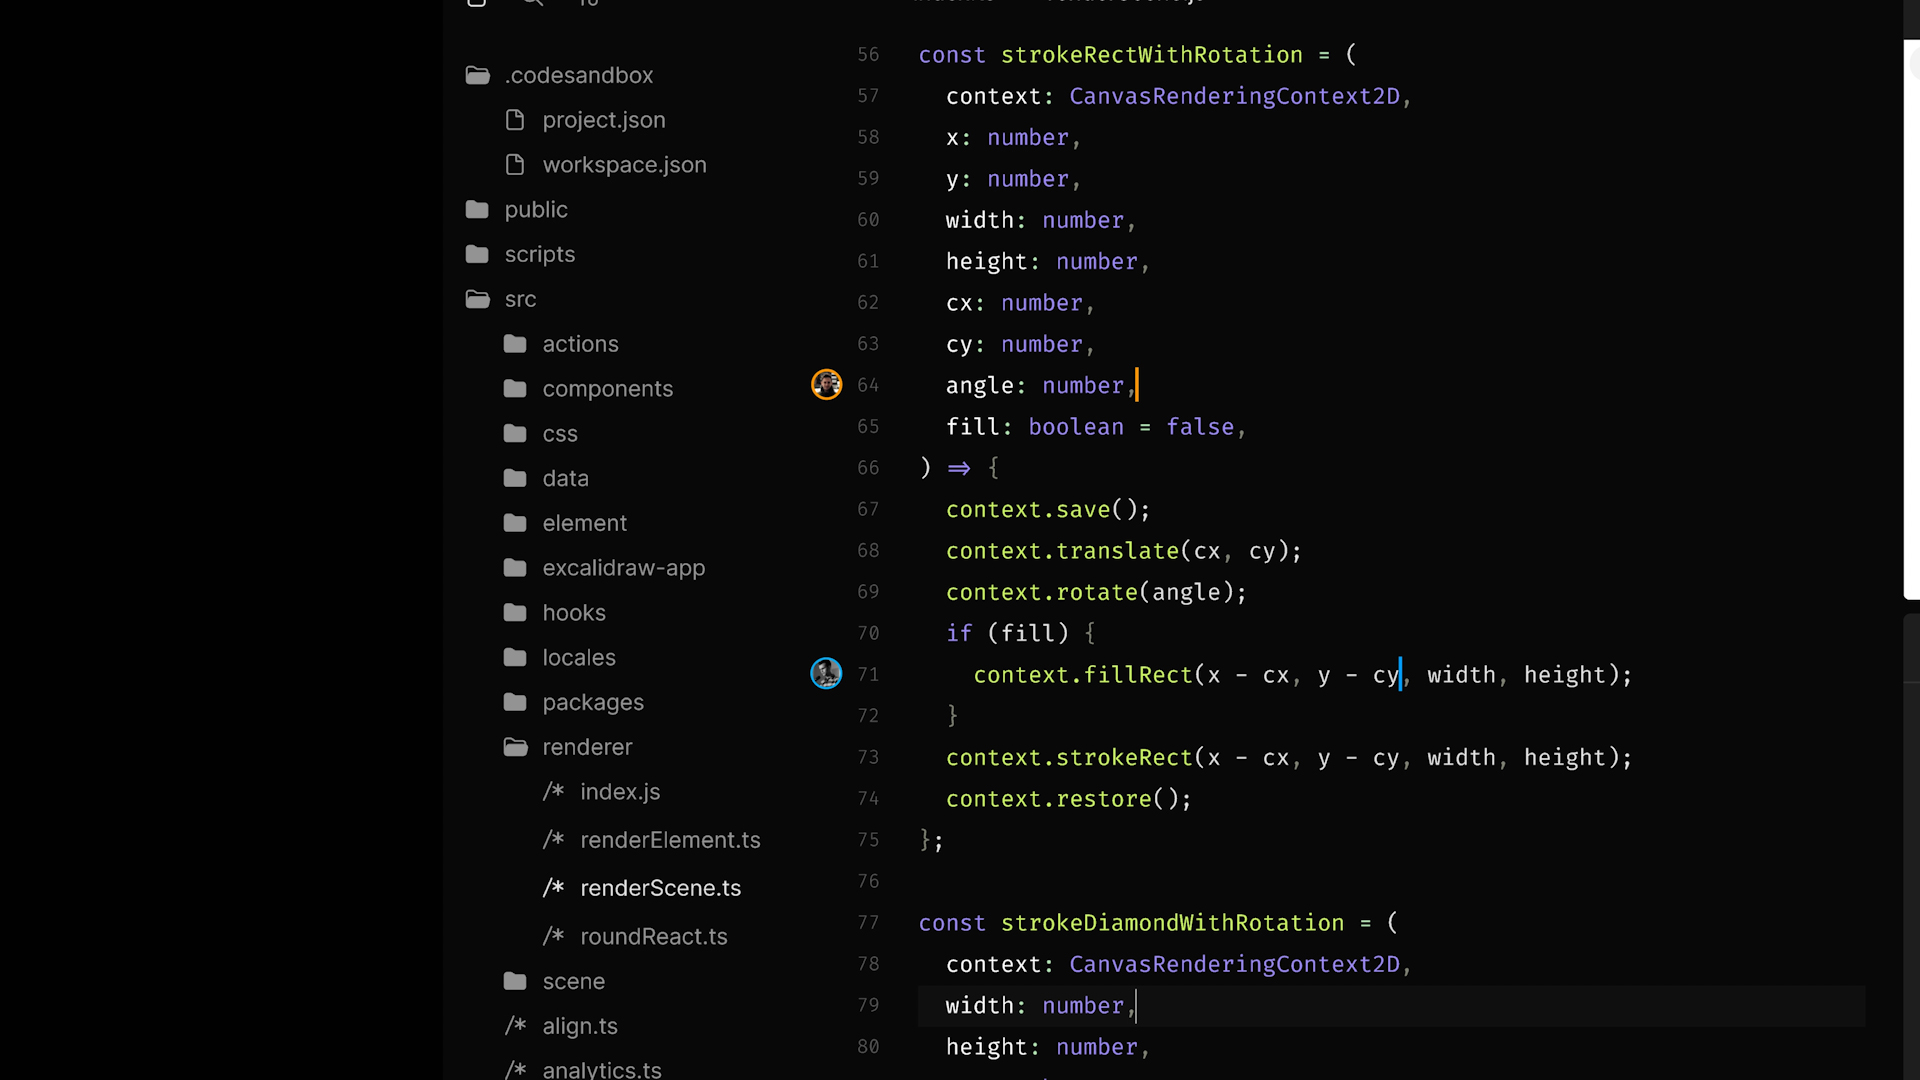 .codesandbox
project.json
workspace.json
public
scripts
src
actions
components
css
data
element
excalidraw-app
hooks
locales
packages
renderer
/* index.js
/* renderElement.ts
/* renderScene.ts
/* roundReact.ts
scene
/* align.ts
/* analytics.ts
56 const strokeRectWithRotation = (
57 context: CanvasRenderingContext2D,
58 x: number,
59 y: number,
60 width: number,
61 height: number,
62 cx: number,
63 cy: number,
64 angle: number,
65 fill: boolean = false,
66 ) => {
67 context.save();
68 context.translate(cx, cy);
69 context.rotate(angle);
70 if (fill) {
71 context.fillRect(x - cx, y - cy, width, height);
72 }
73 context.strokeRect(x - cx, y - cy, width, height);
74 context.restore();
75 };
76
77 const strokeDiamondWithRotation = (
78 context: CanvasRenderingContext2D,
79 width: number,
80 height: number,